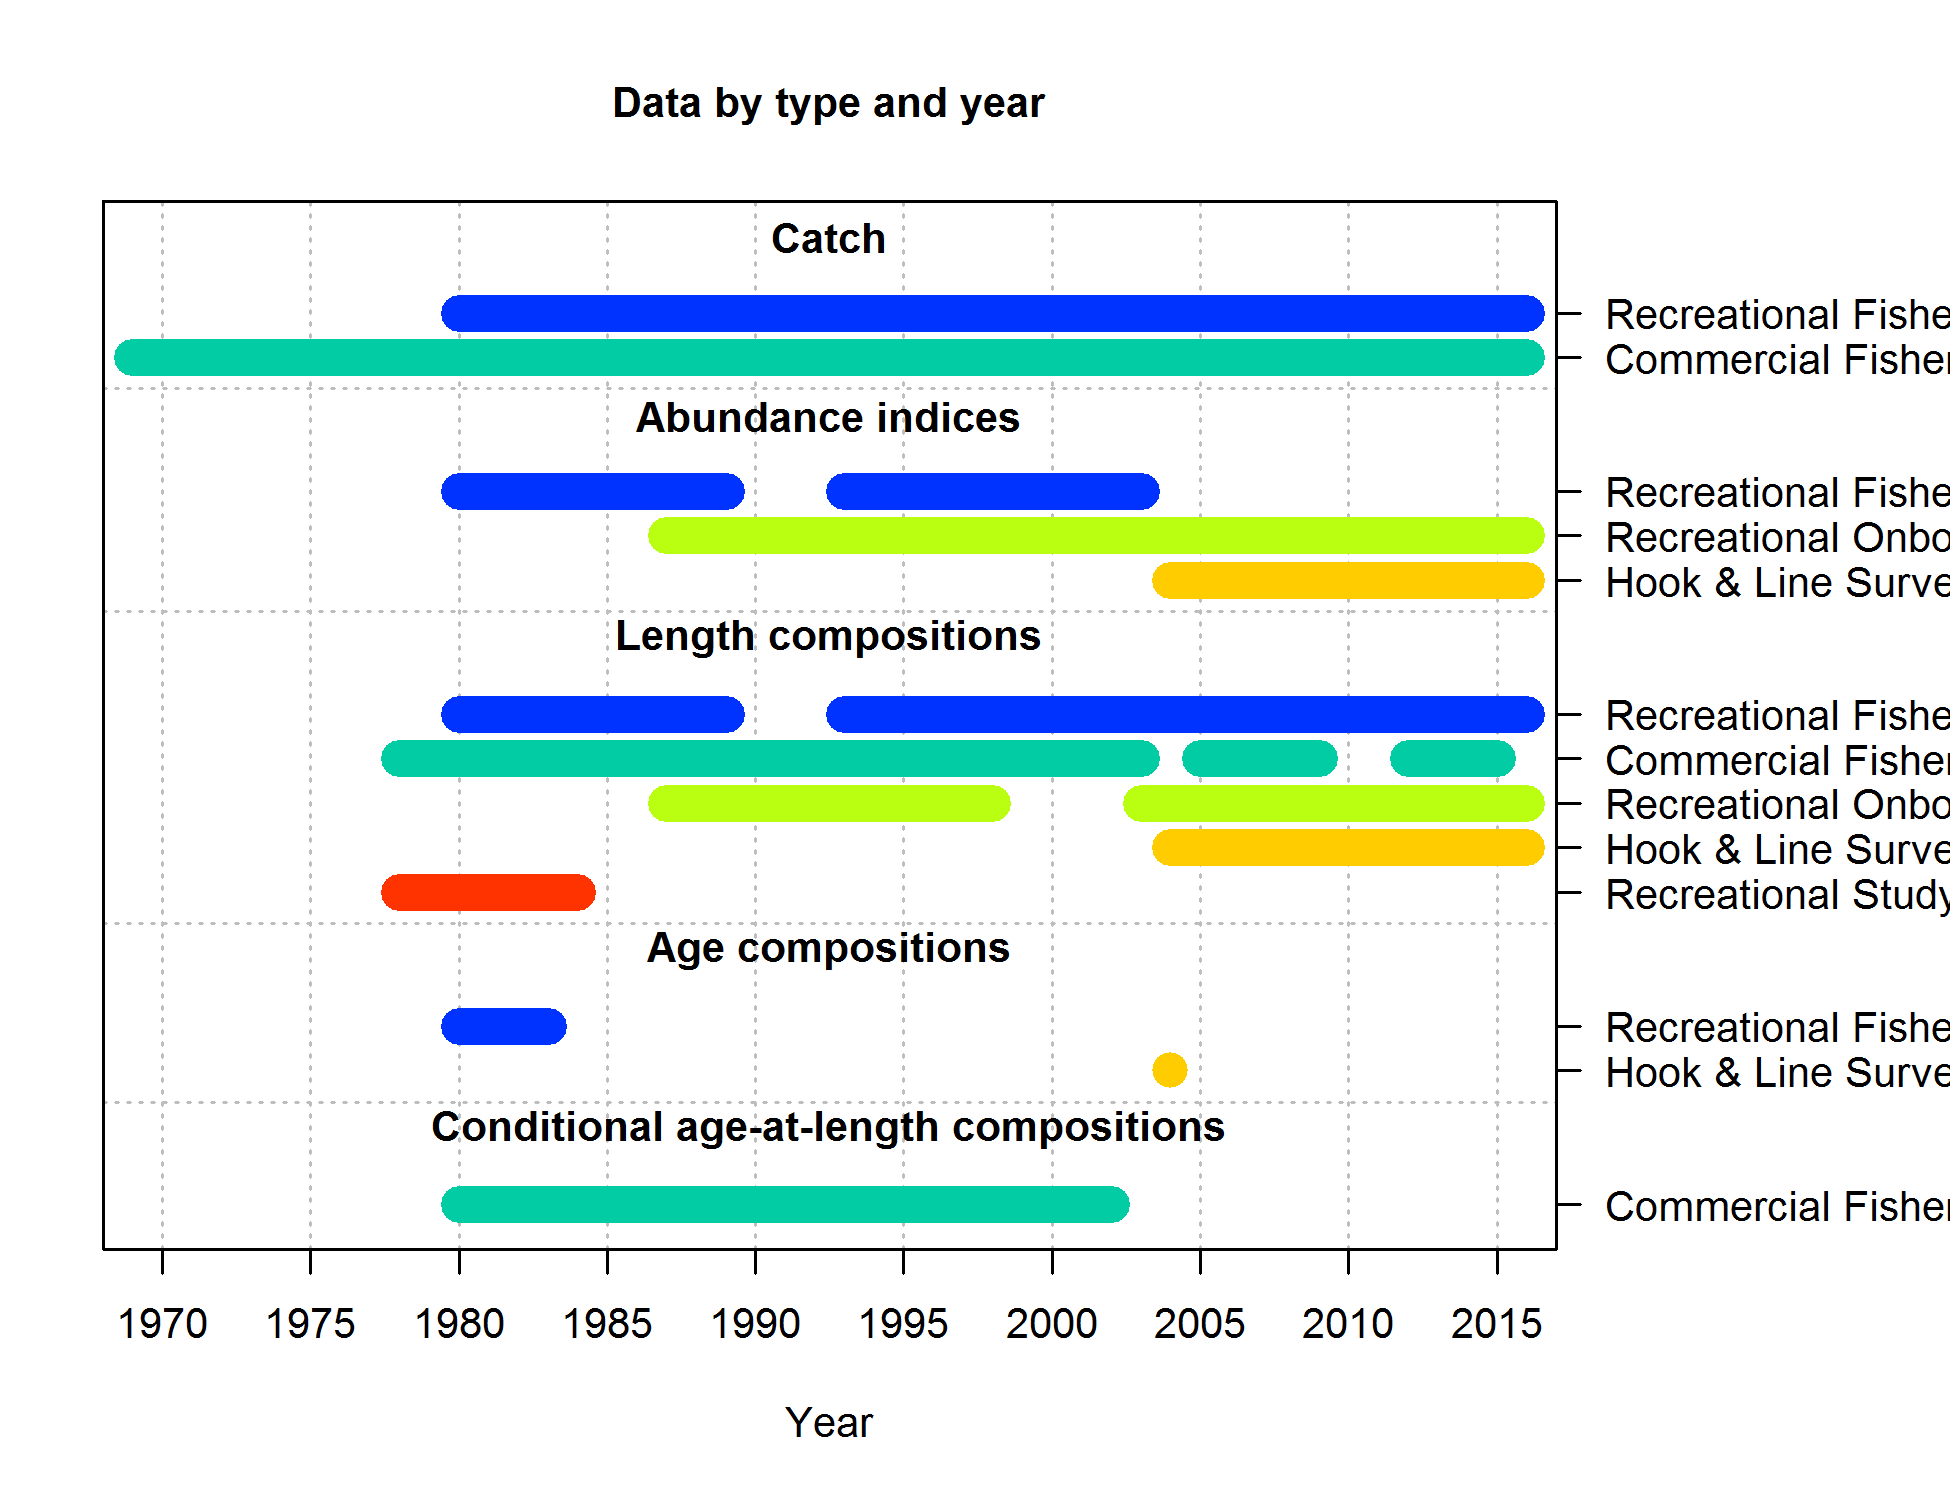 Data by type and year
Catch
Recreational Fishe
Commercial Fisher
Abundance indices
Recreational Fishe
Recreational Onbo
Hook & Line Surve
Length compositions
Recreational Fishe
Commercial Fisher
Recreational Onbo
Hook & Line Surve
Recreational Study
Age compositions
Recreational Fishe
Hook & Line Surve
Conditional age-at-length compositions
Commercial Fisher
1970 1975 1980 1985 1990 1995 2000 2005 2010 2015
Year